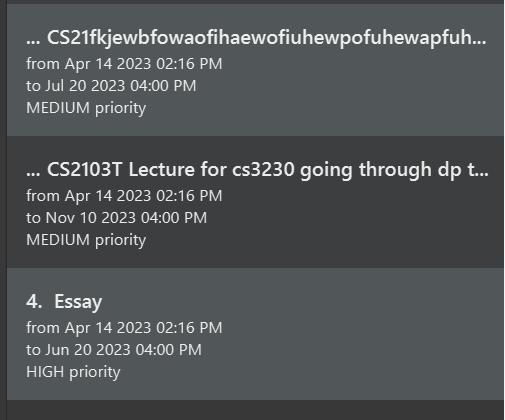 ... CS21fkjewbfowaofihaewofiuhewpofuhewapfuh...
from Apr 14 2023 02:16 PM
to Jul 20 2023 04:00 PM
MEDIUM priority
... CS2103T Lecture for cs3230 going through dp t...
from Apr 14 2023 02:16 PM
to Nov 10 2023 04:00 PM
MEDIUM priority
4. Essay
from Apr 14 2023 02:16 PM
to Jun 20 2023 04:00 PM
HIGH priority